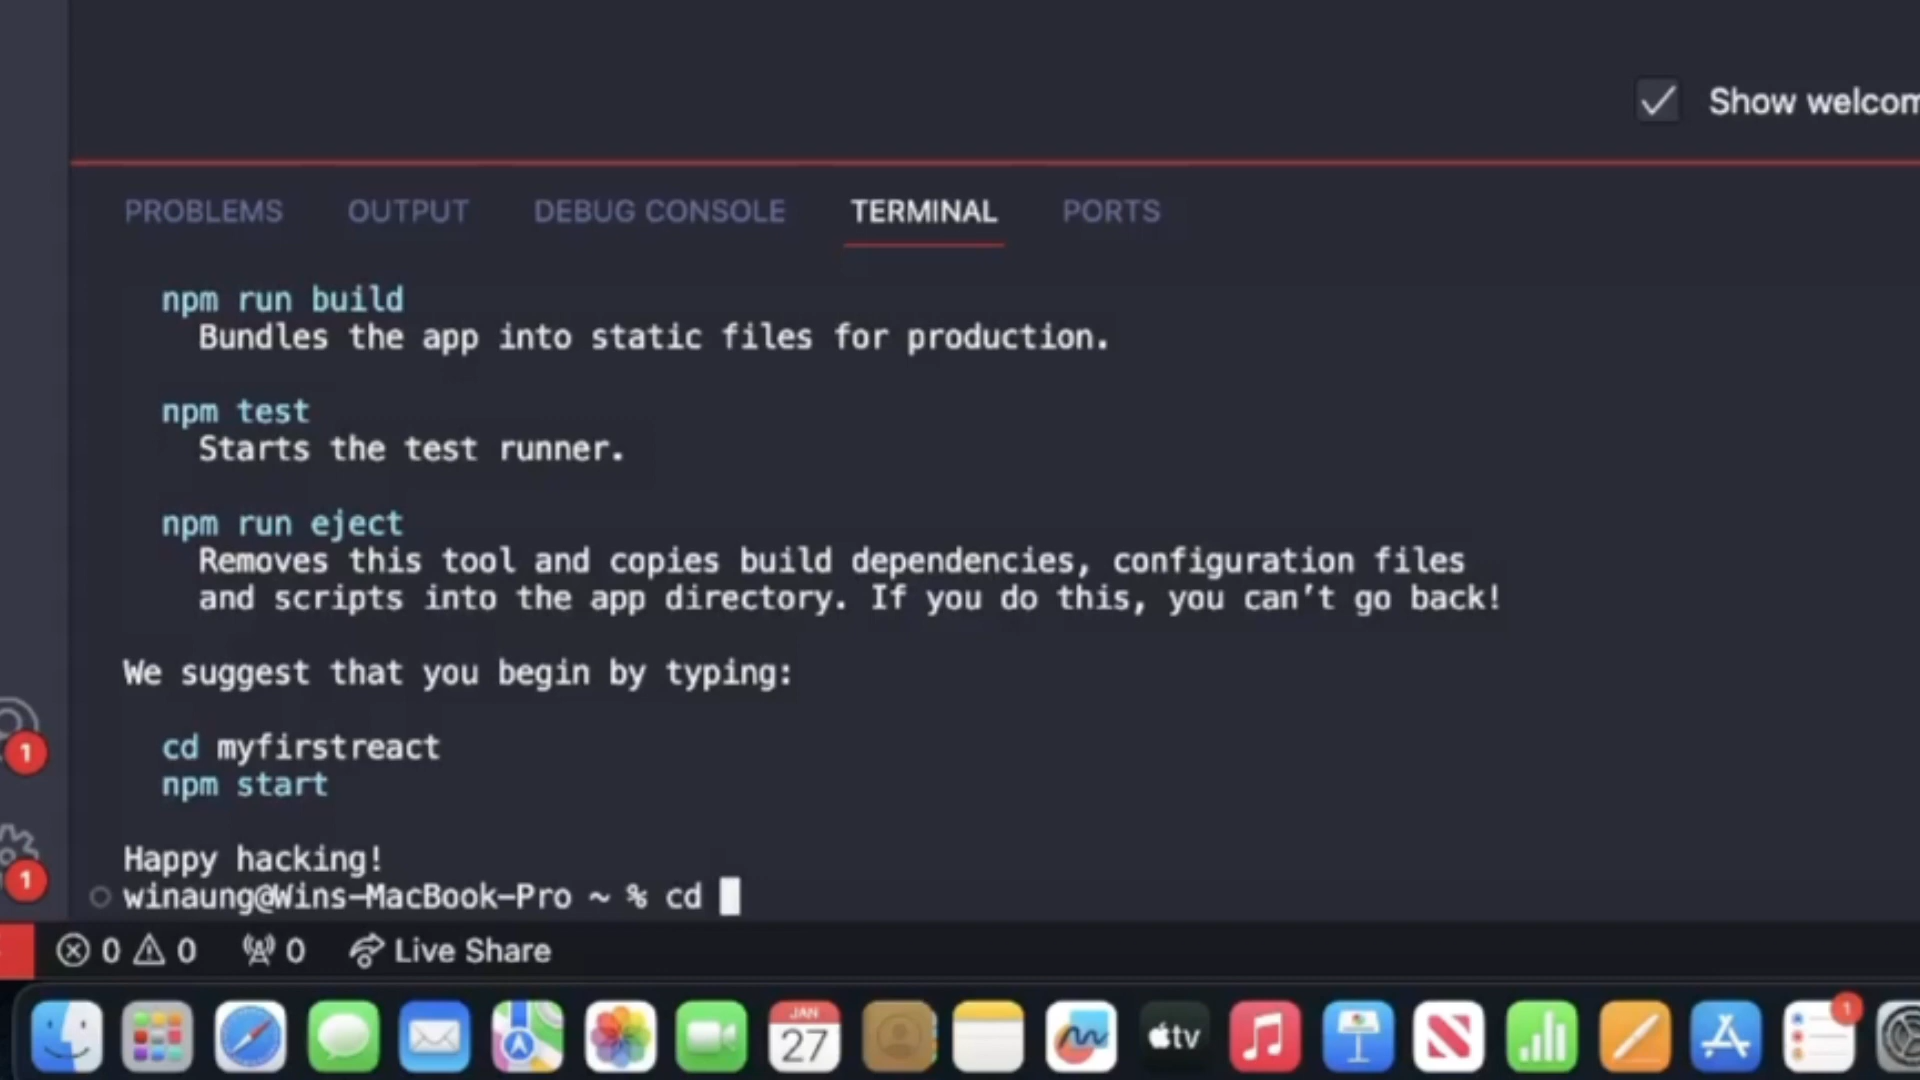 Show welcom
PROBLEMS OUTPUT DEBUG CONSOLE TERMINAL PORTS
npm run build
Bundles the app into static files for production.
npm test
Starts the test runner.
npm run eject
Removes this tool and copies build dependencies, configuration files
and scripts into the app directory. If you do this, you can’t go back!
We suggest that you begin by typing:
1
cd myfirstreact
npm start
Happy hacking!
1
winaung@Wins-MacBook-Pro ~ % cd
0 0 0 Live Share
JAN
27
tv
1